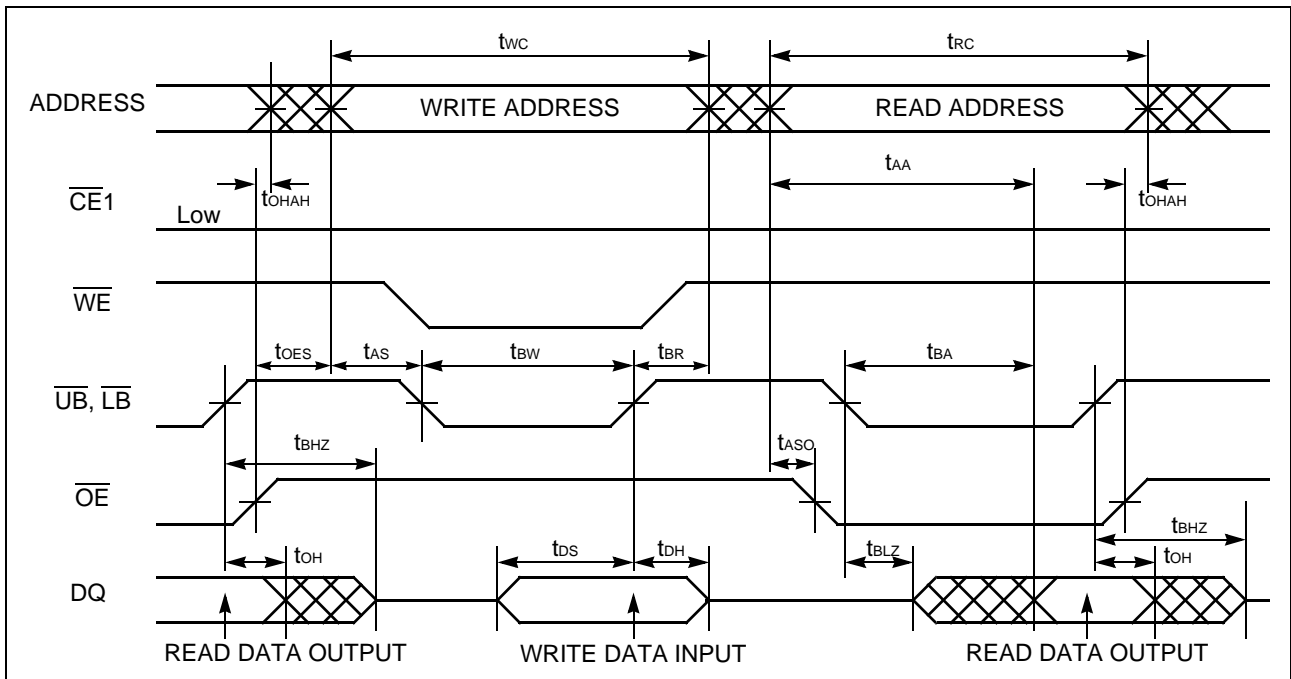 tWC
tRC
ADDRESS
WRITE ADDRESS
READ ADDRESS
tAA
tOHAH
tOHAH
CE1
Low
WE
tOES
tAS
tBW
tBR
tBA
UB, LB
tBHZ
tASO
OE
tBHZ
tOH
tDS
tDH
tBLZ
tOH
DQ
READ DATA OUTPUT
WRITE DATA INPUT
READ DATA OUTPUT